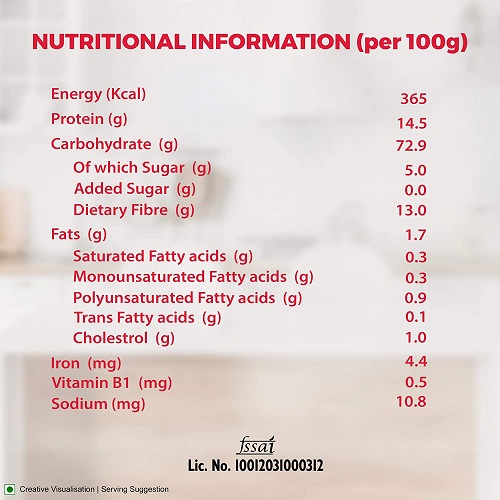 NUTRITIONAL INFORMATION (per 100g)
Energy (Kcal) 365
Protein (g) 14.5
Carbohydrate (g) 72.9
Of which Sugar (g) 5.0
Added Sugar (g) 0.0
Dietary Fibre (g) 13.0
Fats (g) 1.7
Saturated Fatty acids (g) 0.3
Monounsaturated Fatty acids (g) 0.3
Polyunsaturated Fatty acids (g) 0.9
Trans Fatty acids (g) 0.1
Cholestrol (g) 1.0
Iron (mg) 4.4
Vitamin B1 (mg) 0.5
Sodium (mg) 10.8
fssai
Lic. No. 10012031000312
Creative Visualisation | Serving Suggestion